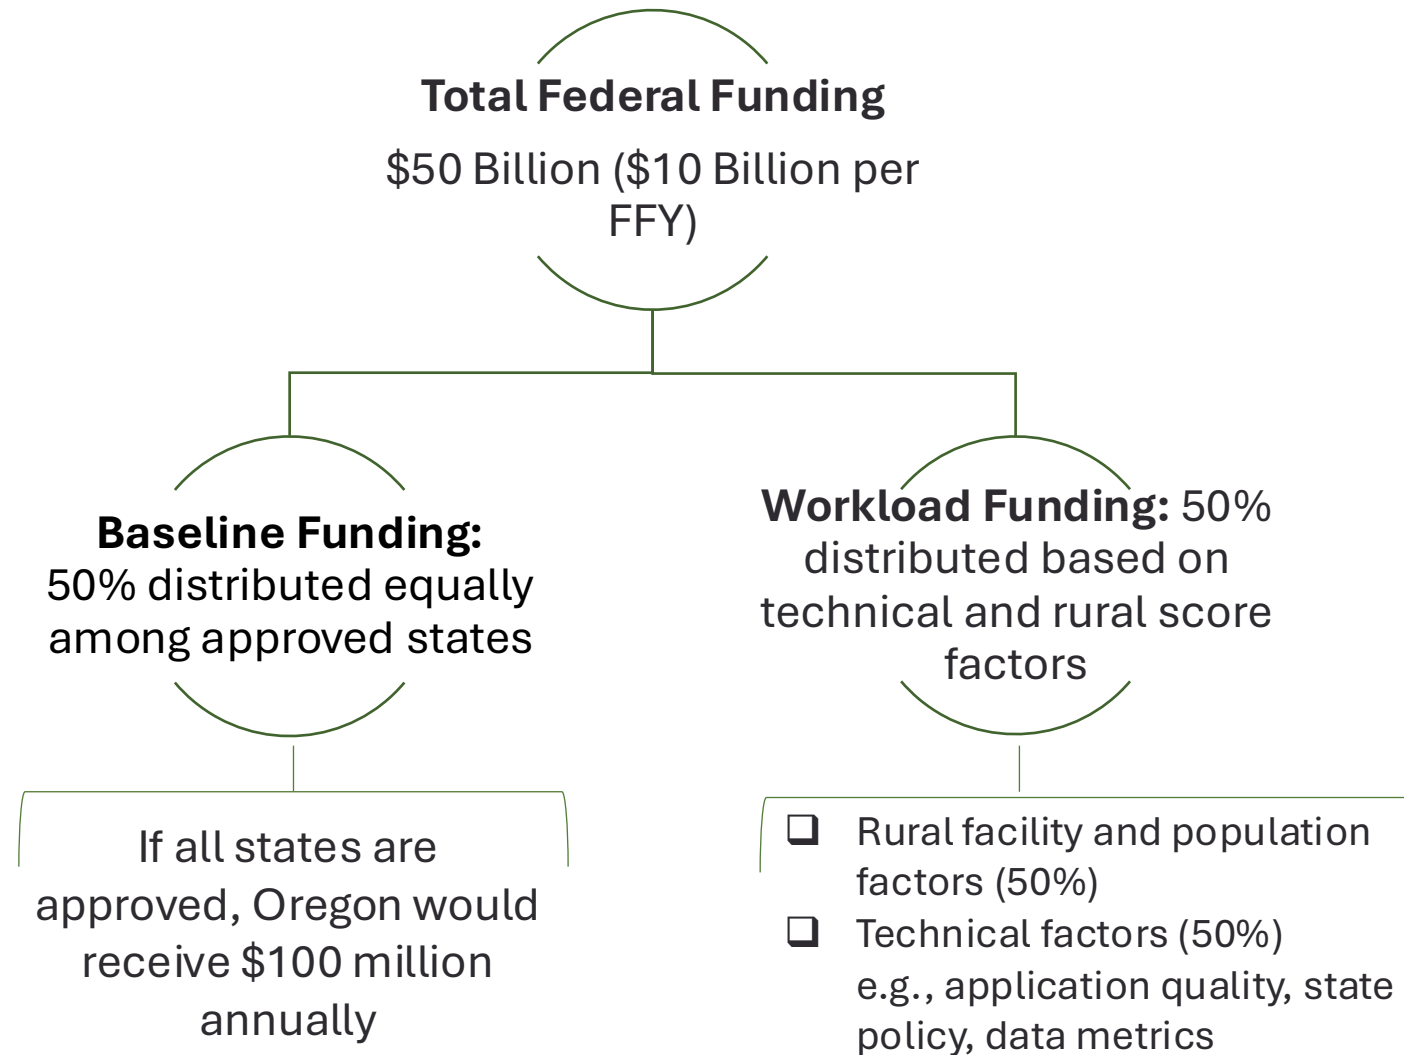 Total Federal Funding
$50 Billion ($10 Billion per
FFY)
Baseline Funding:
50% distributed equally
among approved states
Workload Funding: 50%
distributed based on
technical and rural score
factors
If all states are
approved, Oregon would
receive $100 million
annually
❑ Rural facility and population
factors (50%)
❑ Technical factors (50%)
e.g., application quality, state
policy, data metrics